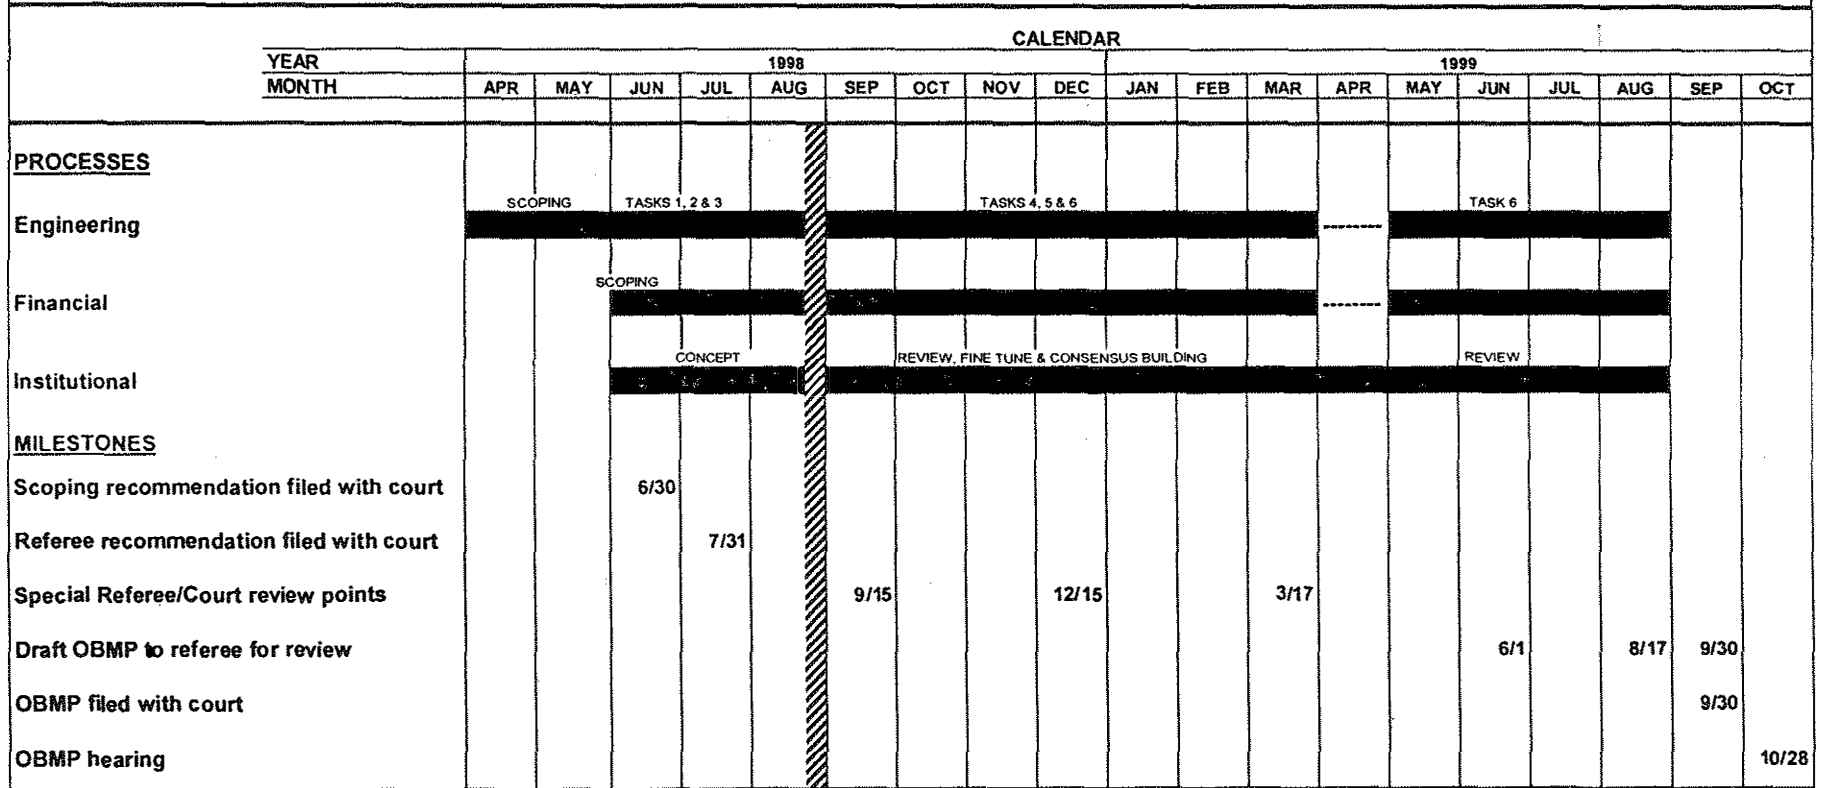 CALENDAR
YEAR 1998 1999
MONTH APR MAY JUN JUL AUG SEP OCT NOV DEC JAN FEB MAR APR MAY JUN JUL AUG SEP OCT
PROCESSES
SCOPING TASKS 1, 2 & 3 TASKS 4, 5 & 6 TASK 6
Engineering
SCOPING
Financial
CONCEPT REVIEW, FINE TUNE & CONSENSUS BUILDING REVIEW
Institutional
MILESTONES
Scoping recommendation filed with court 6/30
Referee recommendation filed with court 7/31
Special Referee/Court review points 9/15 12/15 3/17
Draft OBMP to referee for review 6/1 8/17 9/30
OBMP filed with court 9/30
OBMP hearing 10/28